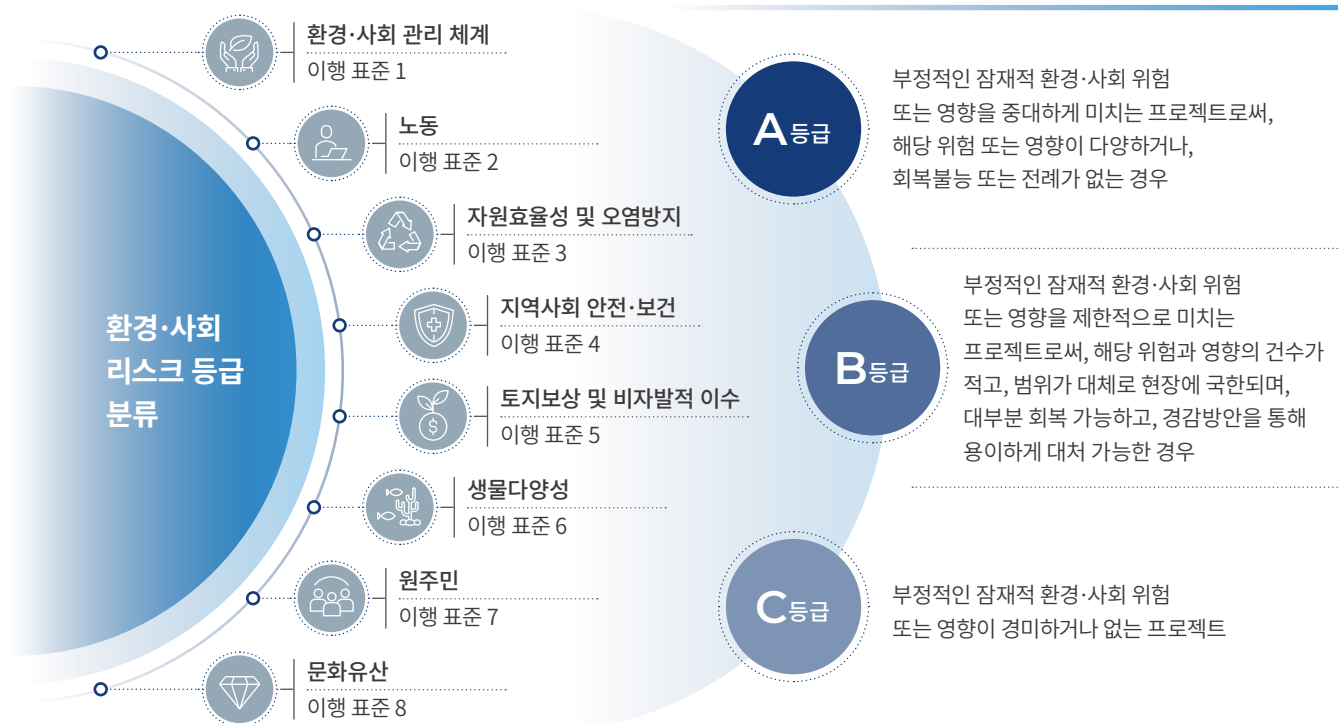 환경·사회
리스크 등급
분류
환경·사회 관리 체계
이행 표준 1
노동
이행 표준 2
자원효율성 및 오염방지
이행 표준 3
지역사회 안전·보건
이행 표준 4
토지보상 및 비자발적 이수
이행 표준 5
생물다양성
이행 표준 6
원주민
이행 표준 7
문화유산
이행 표준 8
A등급
부정적인 잠재적 환경·사회 위험
또는 영향을 중대하게 미치는 프로젝트로써,
해당 위험 또는 영향이 다양하거나,
회복불능 또는 전례가 없는 경우
B등급
부정적인 잠재적 환경·사회 위험
또는 영향을 제한적으로 미치는
프로젝트로써, 해당 위험과 영향의 건수가
적고, 범위가 대체로 현장에 국한되며,
대부분 회복 가능하고, 경감방안을 통해
용이하게 대처 가능한 경우
C등급
부정적인 잠재적 환경·사회 위험
또는 영향이 경미하거나 없는 프로젝트